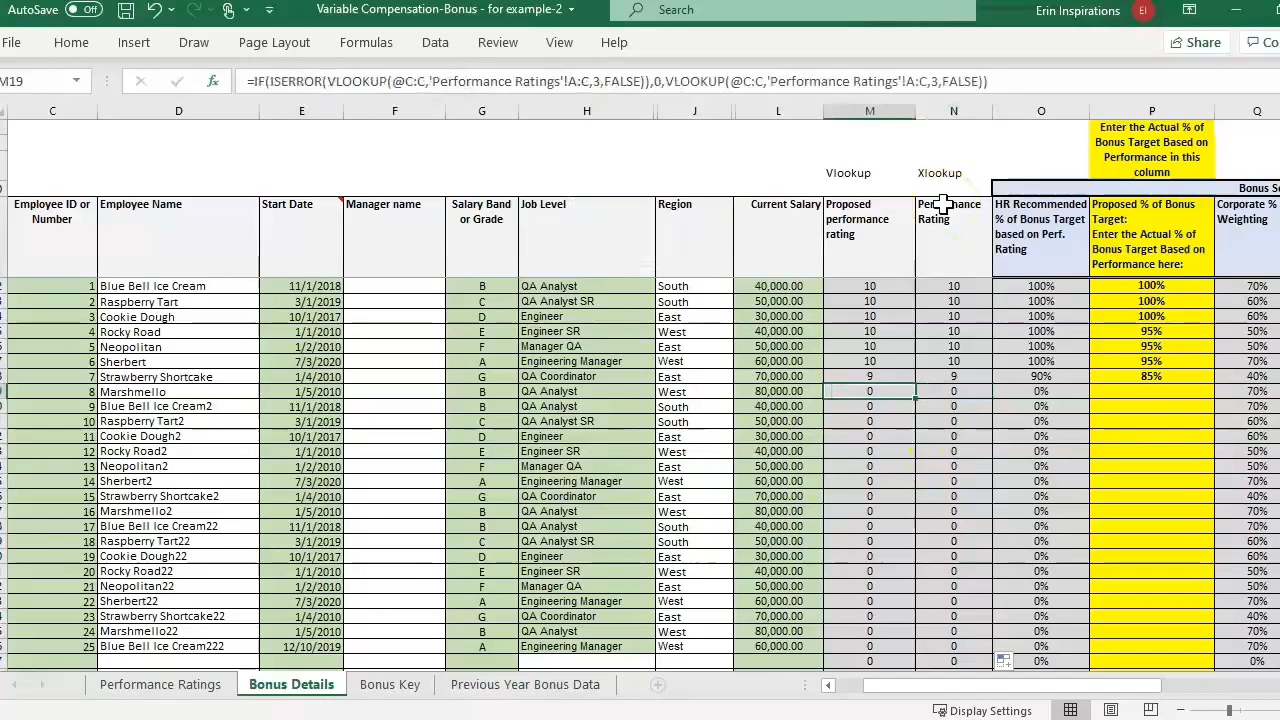 AutoSave Off Variable Compensation-Bonus - for example-2 Search Erin Inspirations EI
File Home Insert Draw Page Layout Formulas Data Review View Help Share Co
M19 fx =IF(ISERROR(VLOOKUP(@C:C,'Performance Ratings'!A:C,3,FALSE)),0,VLOOKUP(@C:C,'Performance Ratings'!A:C,3,FALSE))
C D E F G H J L M N O P Q
Enter the Actual % of
Bonus Target Based on
Performance in this
column
Vlookup Xlookup
Bonus Se
Employee ID or Number Employee Name Start Date Manager name Salary Band or Grade Job Level Region Current Salary Proposed performance rating Performance Rating HR Recommended % of Bonus Target based on Perf. Rating Proposed % of Bonus Target: Enter the Actual % of Bonus Target Based on Performance here: Corporate % Weighting
1 Blue Bell Ice Cream 11/1/2018 B QA Analyst South 40,000.00 10 10 100% 100% 70%
2 Raspberry Tart 3/1/2019 C QA Analyst SR South 50,000.00 10 10 100% 100% 60%
3 Cookie Dough 10/1/2017 D Engineer East 30,000.00 10 10 100% 100% 60%
4 Rocky Road 1/1/2010 E Engineer SR West 40,000.00 10 10 100% 95% 50%
5 Neopolitan 1/2/2010 F Manager QA East 50,000.00 10 10 100% 95% 50%
6 Sherbert 7/3/2020 A Engineering Manager West 60,000.00 10 10 100% 95% 70%
7 Strawberry Shortcake 1/4/2010 G QA Coordinator East 70,000.00 9 9 90% 85% 40%
8 Marshmello 1/5/2010 B QA Analyst West 80,000.00 0 0 0% 70%
9 Blue Bell Ice Cream2 11/1/2018 B QA Analyst South 40,000.00 0 0 0% 70%
10 Raspberry Tart2 3/1/2019 C QA Analyst SR South 50,000.00 0 0 0% 60%
11 Cookie Dough2 10/1/2017 D Engineer East 30,000.00 0 0 0% 60%
12 Rocky Road2 1/1/2010 E Engineer SR West 40,000.00 0 0 0% 50%
13 Neopolitan2 1/2/2010 F Manager QA East 50,000.00 0 0 0% 50%
14 Sherbert2 7/3/2020 A Engineering Manager West 60,000.00 0 0 0% 70%
15 Strawberry Shortcake2 1/4/2010 G QA Coordinator East 70,000.00 0 0 0% 40%
16 Marshmello2 1/5/2010 B QA Analyst West 80,000.00 0 0 0% 70%
17 Blue Bell Ice Cream22 11/1/2018 B QA Analyst South 40,000.00 0 0 0% 70%
18 Raspberry Tart22 3/1/2019 C QA Analyst SR South 50,000.00 0 0 0% 60%
19 Cookie Dough22 10/1/2017 D Engineer East 30,000.00 0 0 0% 60%
20 Rocky Road22 1/1/2010 E Engineer SR West 40,000.00 0 0 0% 50%
21 Neopolitan22 1/2/2010 F Manager QA East 50,000.00 0 0 0% 50%
22 Sherbert22 7/3/2020 A Engineering Manager West 60,000.00 0 0 0% 70%
23 Strawberry Shortcake22 1/4/2010 G QA Coordinator East 70,000.00 0 0 0% 40%
24 Marshmello22 1/5/2010 B QA Analyst West 80,000.00 0 0 0% 70%
25 Blue Bell Ice Cream222 12/10/2019 A Engineering Manager West 60,000.00 0 0 0% 70%
0 0 0% 0%
Performance Ratings Bonus Details Bonus Key Previous Year Bonus Data
Display Settings